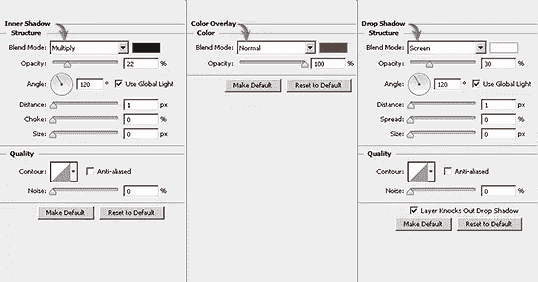 Inner Shadow
Structure
Blend Mode: Multiply
Opacity: 22 %
Angle: 120 ° Use Global Light
Distance: 1 px
Choke: 0 %
Size: 0 px
Quality
Contour: Anti-aliased
Noise: 0 %
Make Default Reset to Default
Color Overlay
Color
Blend Mode: Normal
Opacity: 100 %
Make Default Reset to Default
Drop Shadow
Structure
Blend Mode: Screen
Opacity: 30 %
Angle: 120 ° Use Global Light
Distance: 1 px
Spread: 0 %
Size: 0 px
Quality
Contour: Anti-aliased
Noise: 0 %
Layer Knocks Out Drop Shadow
Make Default Reset to Default